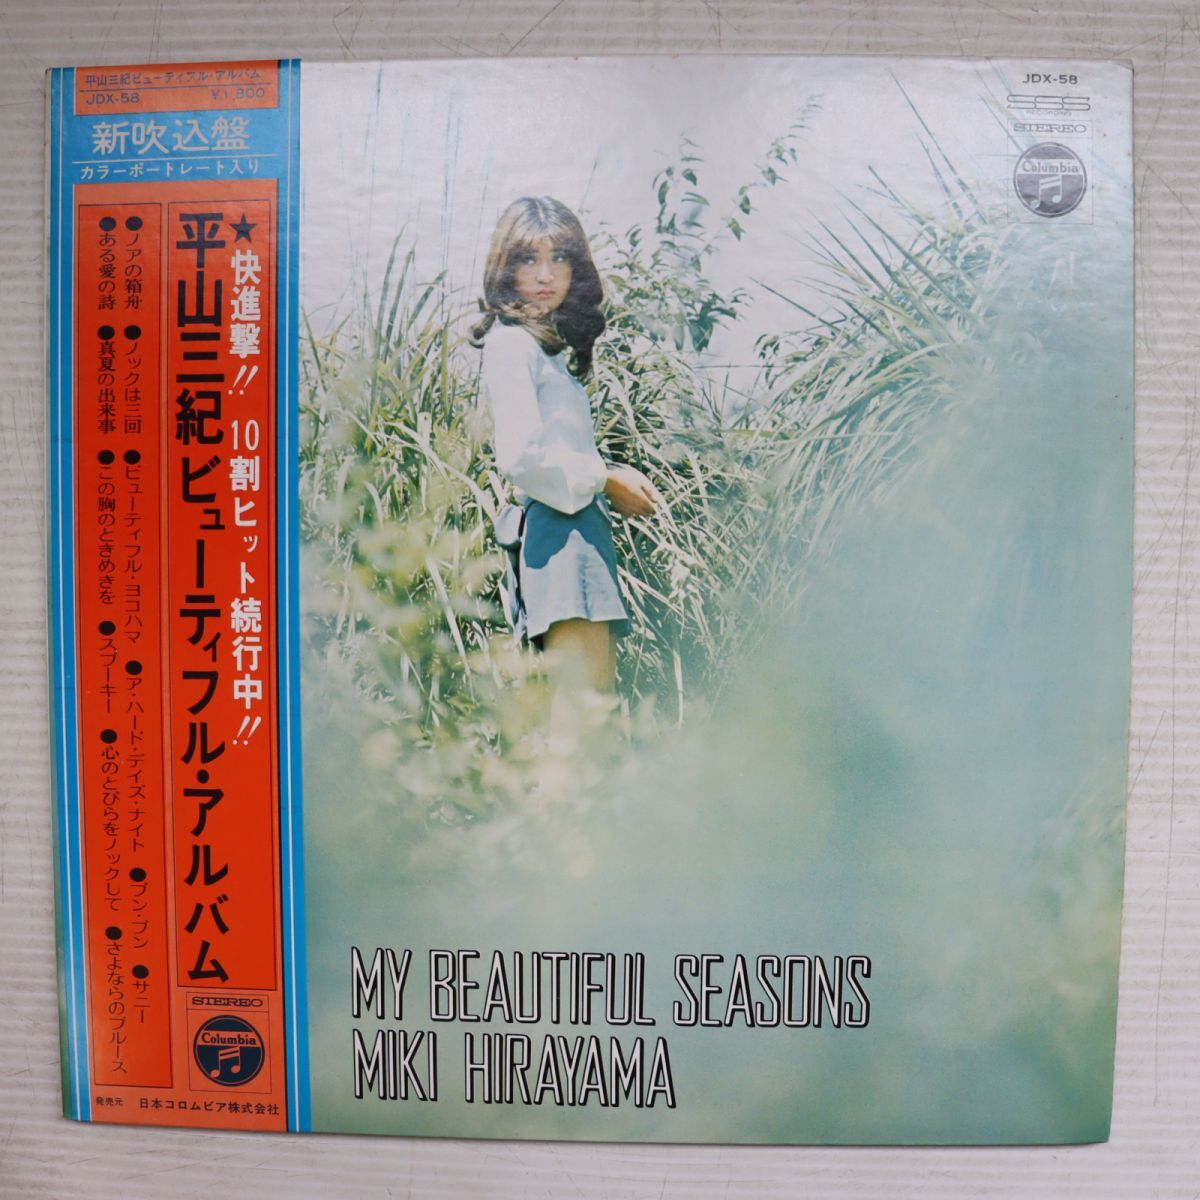 平山三紀ビューティフル・アルバム
JDX-58 ¥1,800
新吹込盤
カラーポートレート入り
★快進撃!! 10割ヒット続行中!!
平山三紀ビューティフル・アルバム
●ノアの箱舟 ●ノックは三回 ●ビューティフル・ヨコハマ ●ア・ハード・デイズ・ナイト ●ブン・ブン ●サニー
●ある愛の詩 ●真夏の出来事 ●この胸のときめきを ●スプーキー ●心のとびらをノックして ●さよならのブルース
STEREO
Columbia
発売元 日本コロムビア株式会社
JDX-58
SSS
RECORDING
STEREO
Columbia
MY BEAUTIFUL SEASONS
MIKI HIRAYAMA